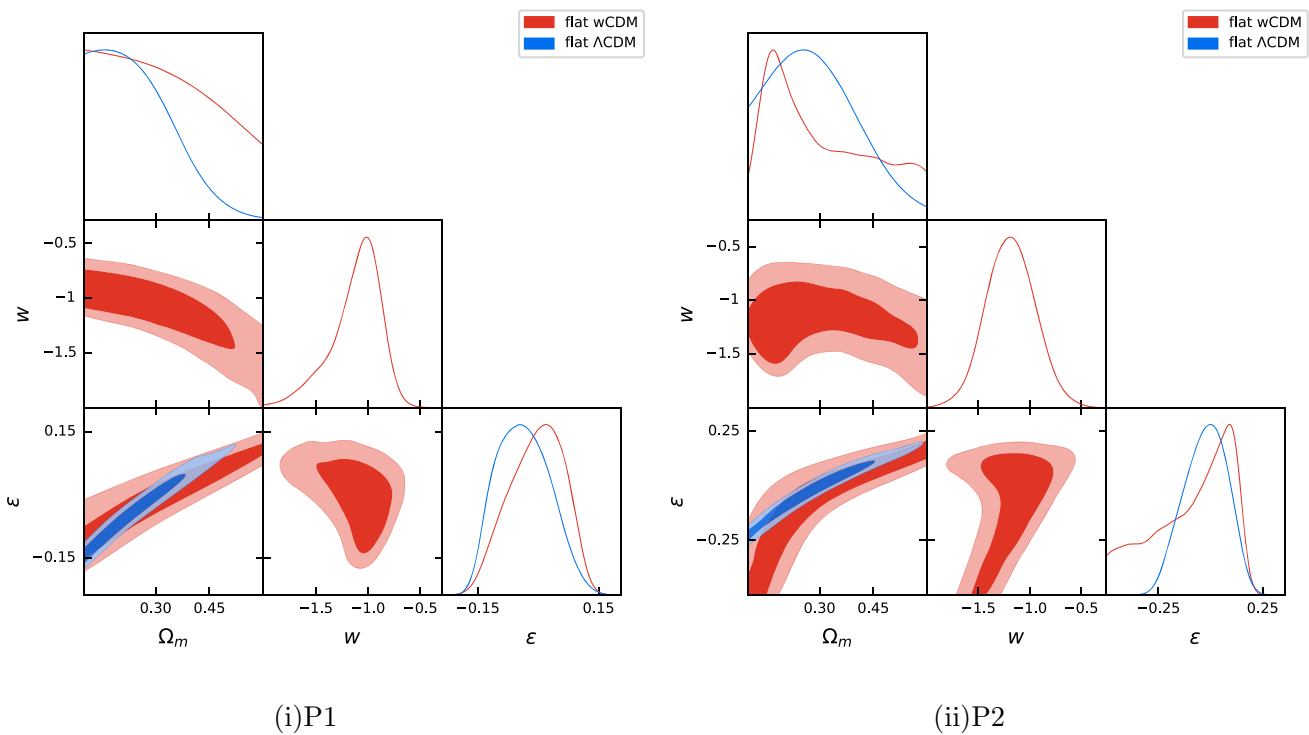 flat wCDM
flat ΛCDM
−0.5
−1
−1.5
w
0.15
−0.15
ε
0.30 0.45
Ωm
−1.5 −1.0 −0.5
w
−0.15 0.15
ε
(i)P1
flat wCDM
flat ΛCDM
−0.5
−1
−1.5
w
0.25
−0.25
ε
0.30 0.45
Ωm
−1.5 −1.0 −0.5
w
−0.25 0.25
ε
(ii)P2